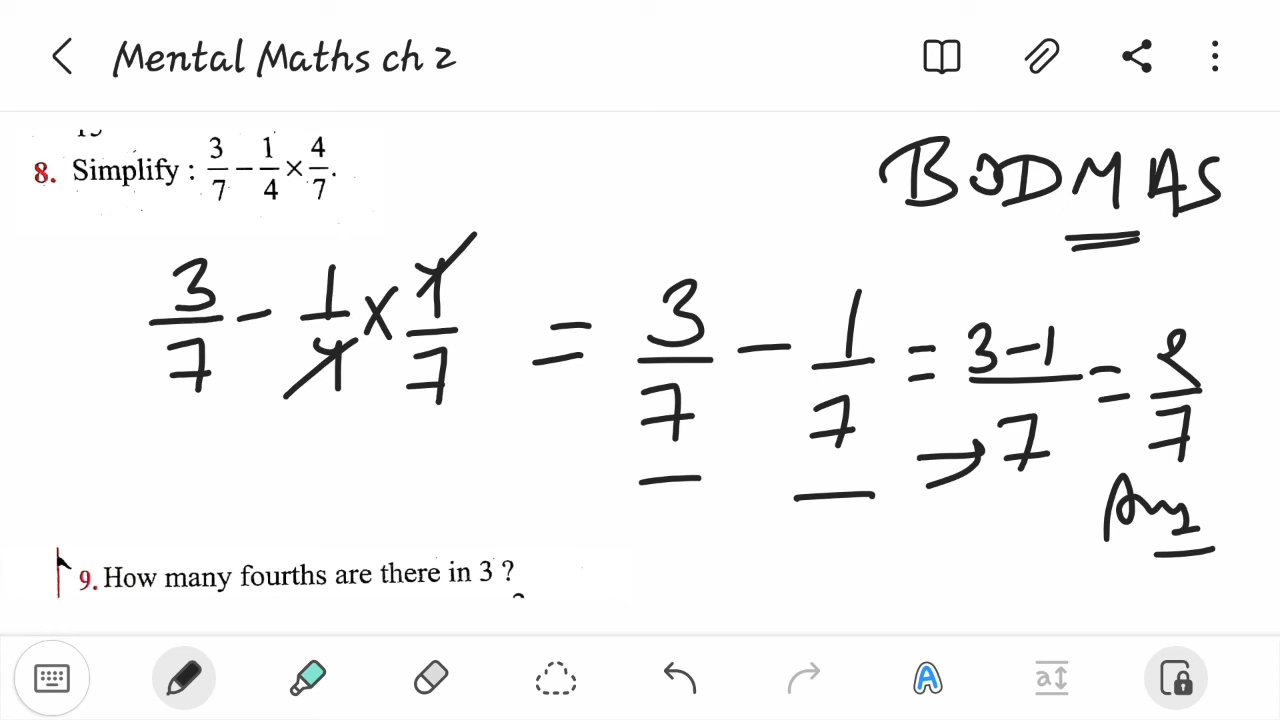 Mental Maths ch 2
8. Simplify : 3/7 − 1/4 × 4/7.
BODMAS
3/7 − 1/4 × 4/7 = 3/7 − 1/7 = 3−1/7 = 2/7
Ans
9. How many fourths are there in 3 ?
A
a